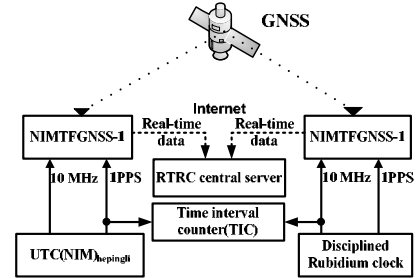 GNSS
Internet
NIMTFGNSS-1
Real-time
data
Real-time
data
NIMTFGNSS-1
RTRC central server
10 MHz
1PPS
10 MHz
1PPS
Time interval
counter(TIC)
UTC(NIM)hepingli
Disciplined
Rubidium clock